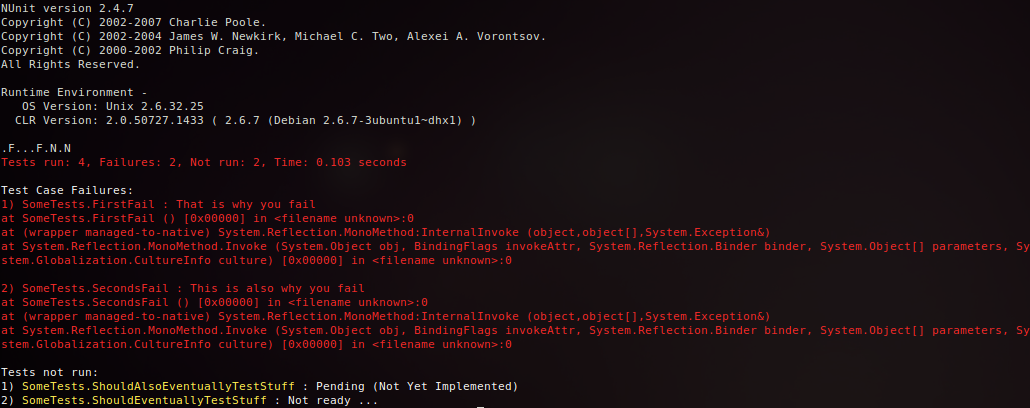 NUnit version 2.4.7
Copyright (C) 2002-2007 Charlie Poole.
Copyright (C) 2002-2004 James W. Newkirk, Michael C. Two, Alexei A. Vorontsov.
Copyright (C) 2000-2002 Philip Craig.
All Rights Reserved.
Runtime Environment -
   OS Version: Unix 2.6.32.25
  CLR Version: 2.0.50727.1433 ( 2.6.7 (Debian 2.6.7-3ubuntu1~dhx1) )
.F...F.N.N
Tests run: 4, Failures: 2, Not run: 2, Time: 0.103 seconds
Test Case Failures:
1) SomeTests.FirstFail : That is why you fail
at SomeTests.FirstFail () [0x00000] in <filename unknown>:0
at (wrapper managed-to-native) System.Reflection.MonoMethod:InternalInvoke (object,object[],System.Exception&)
at System.Reflection.MonoMethod.Invoke (System.Object obj, BindingFlags invokeAttr, System.Reflection.Binder binder, System.Object[] parameters, Sy
stem.Globalization.CultureInfo culture) [0x00000] in <filename unknown>:0
2) SomeTests.SecondsFail : This is also why you fail
at SomeTests.SecondsFail () [0x00000] in <filename unknown>:0
at (wrapper managed-to-native) System.Reflection.MonoMethod:InternalInvoke (object,object[],System.Exception&)
at System.Reflection.MonoMethod.Invoke (System.Object obj, BindingFlags invokeAttr, System.Reflection.Binder binder, System.Object[] parameters, Sy
stem.Globalization.CultureInfo culture) [0x00000] in <filename unknown>:0
Tests not run:
1) SomeTests.ShouldAlsoEventuallyTestStuff : Pending (Not Yet Implemented)
2) SomeTests.ShouldEventuallyTestStuff : Not ready ...